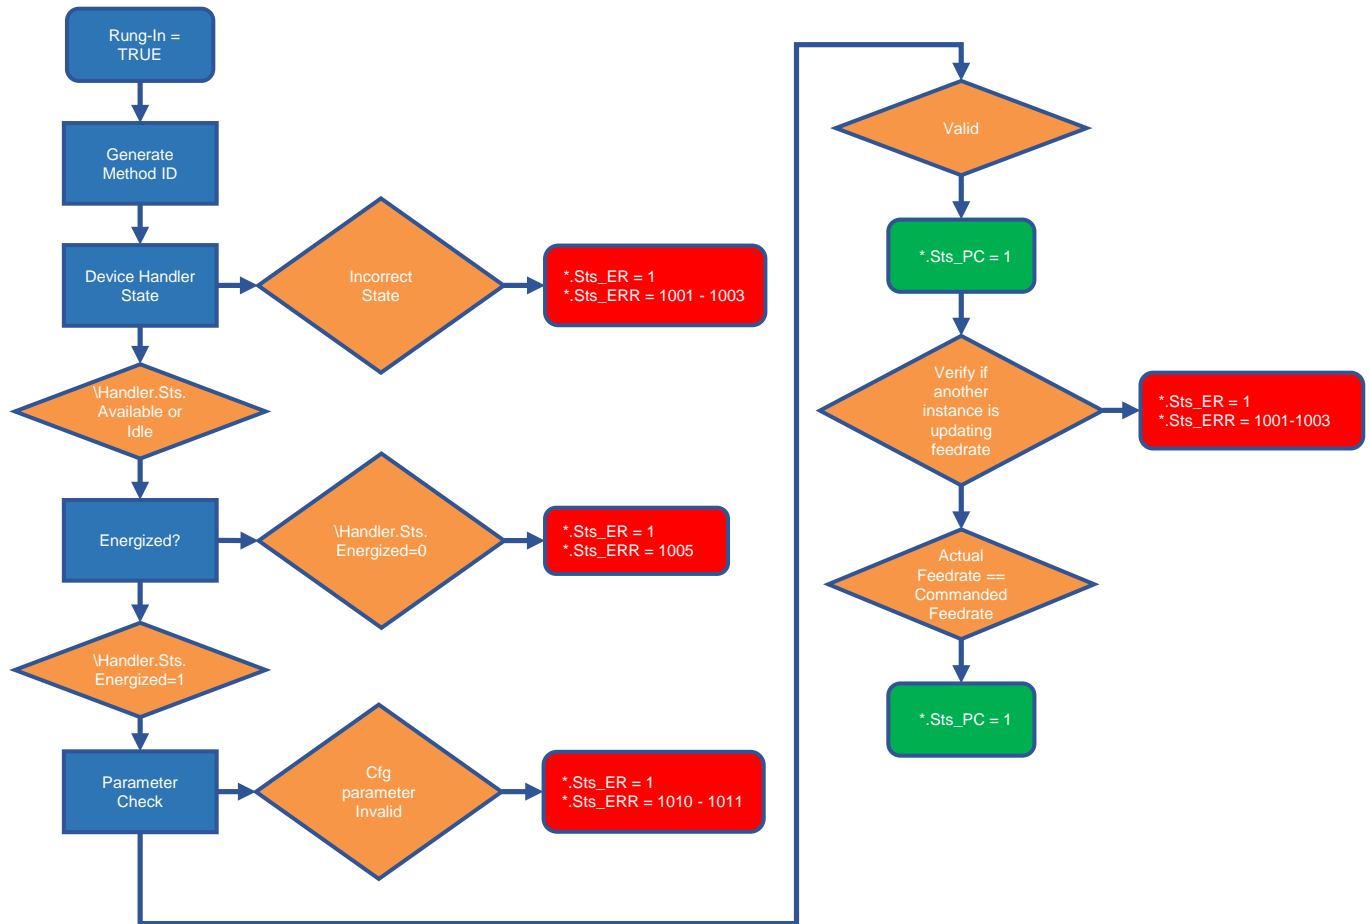 Rung-In =
TRUE
Generate
Method ID
Device Handler
State
Incorrect
State
*.Sts_ER = 1
*.Sts_ERR = 1001 - 1003
\Handler.Sts.
Available or
Idle
Energized?
\Handler.Sts.
Energized=0
*.Sts_ER = 1
*.Sts_ERR = 1005
\Handler.Sts.
Energized=1
Parameter
Check
Cfg
parameter
Invalid
*.Sts_ER = 1
*.Sts_ERR = 1010 - 1011
Valid
*.Sts_PC = 1
Verify if
another
instance is
updating
feedrate
*.Sts_ER = 1
*.Sts_ERR = 1001-1003
Actual
Feedrate ==
Commanded
Feedrate
*.Sts_PC = 1